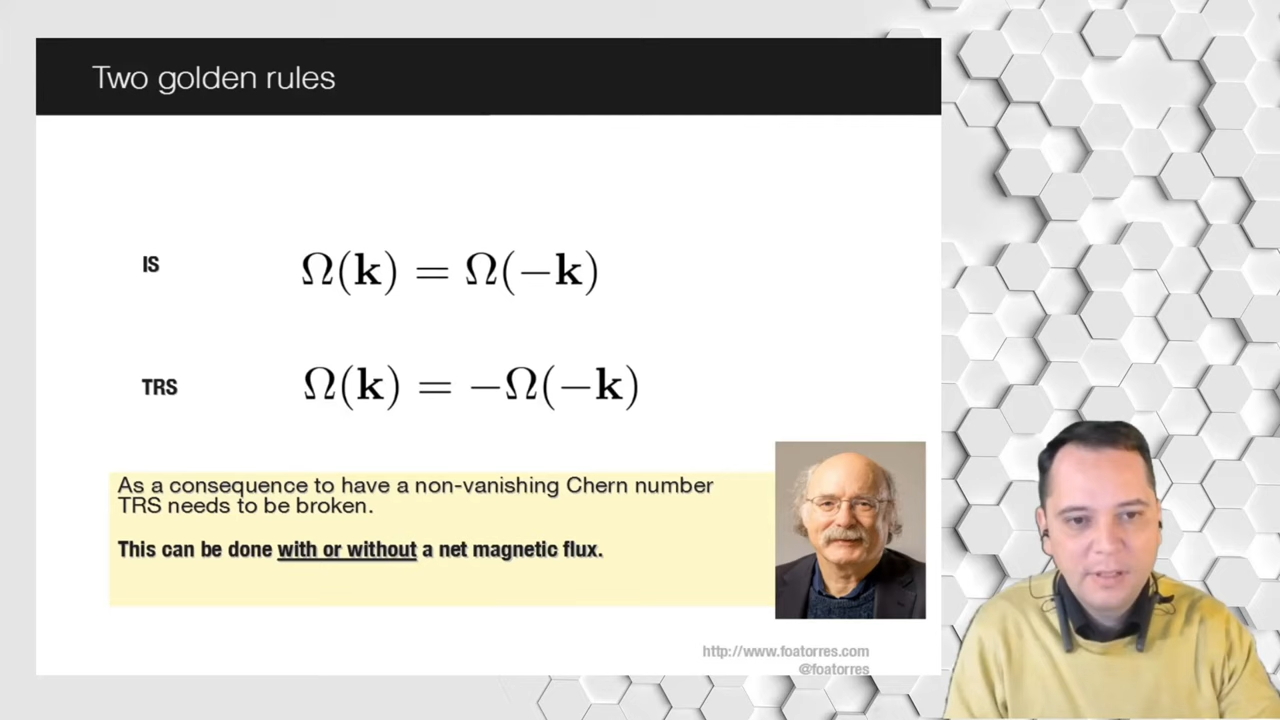 Two golden rules
IS
Ω(k) = Ω(−k)
TRS
Ω(k) = −Ω(−k)
As a consequence to have a non-vanishing Chern number
TRS needs to be broken.
This can be done with or without a net magnetic flux.
http://www.foatorres.com
@foatorres